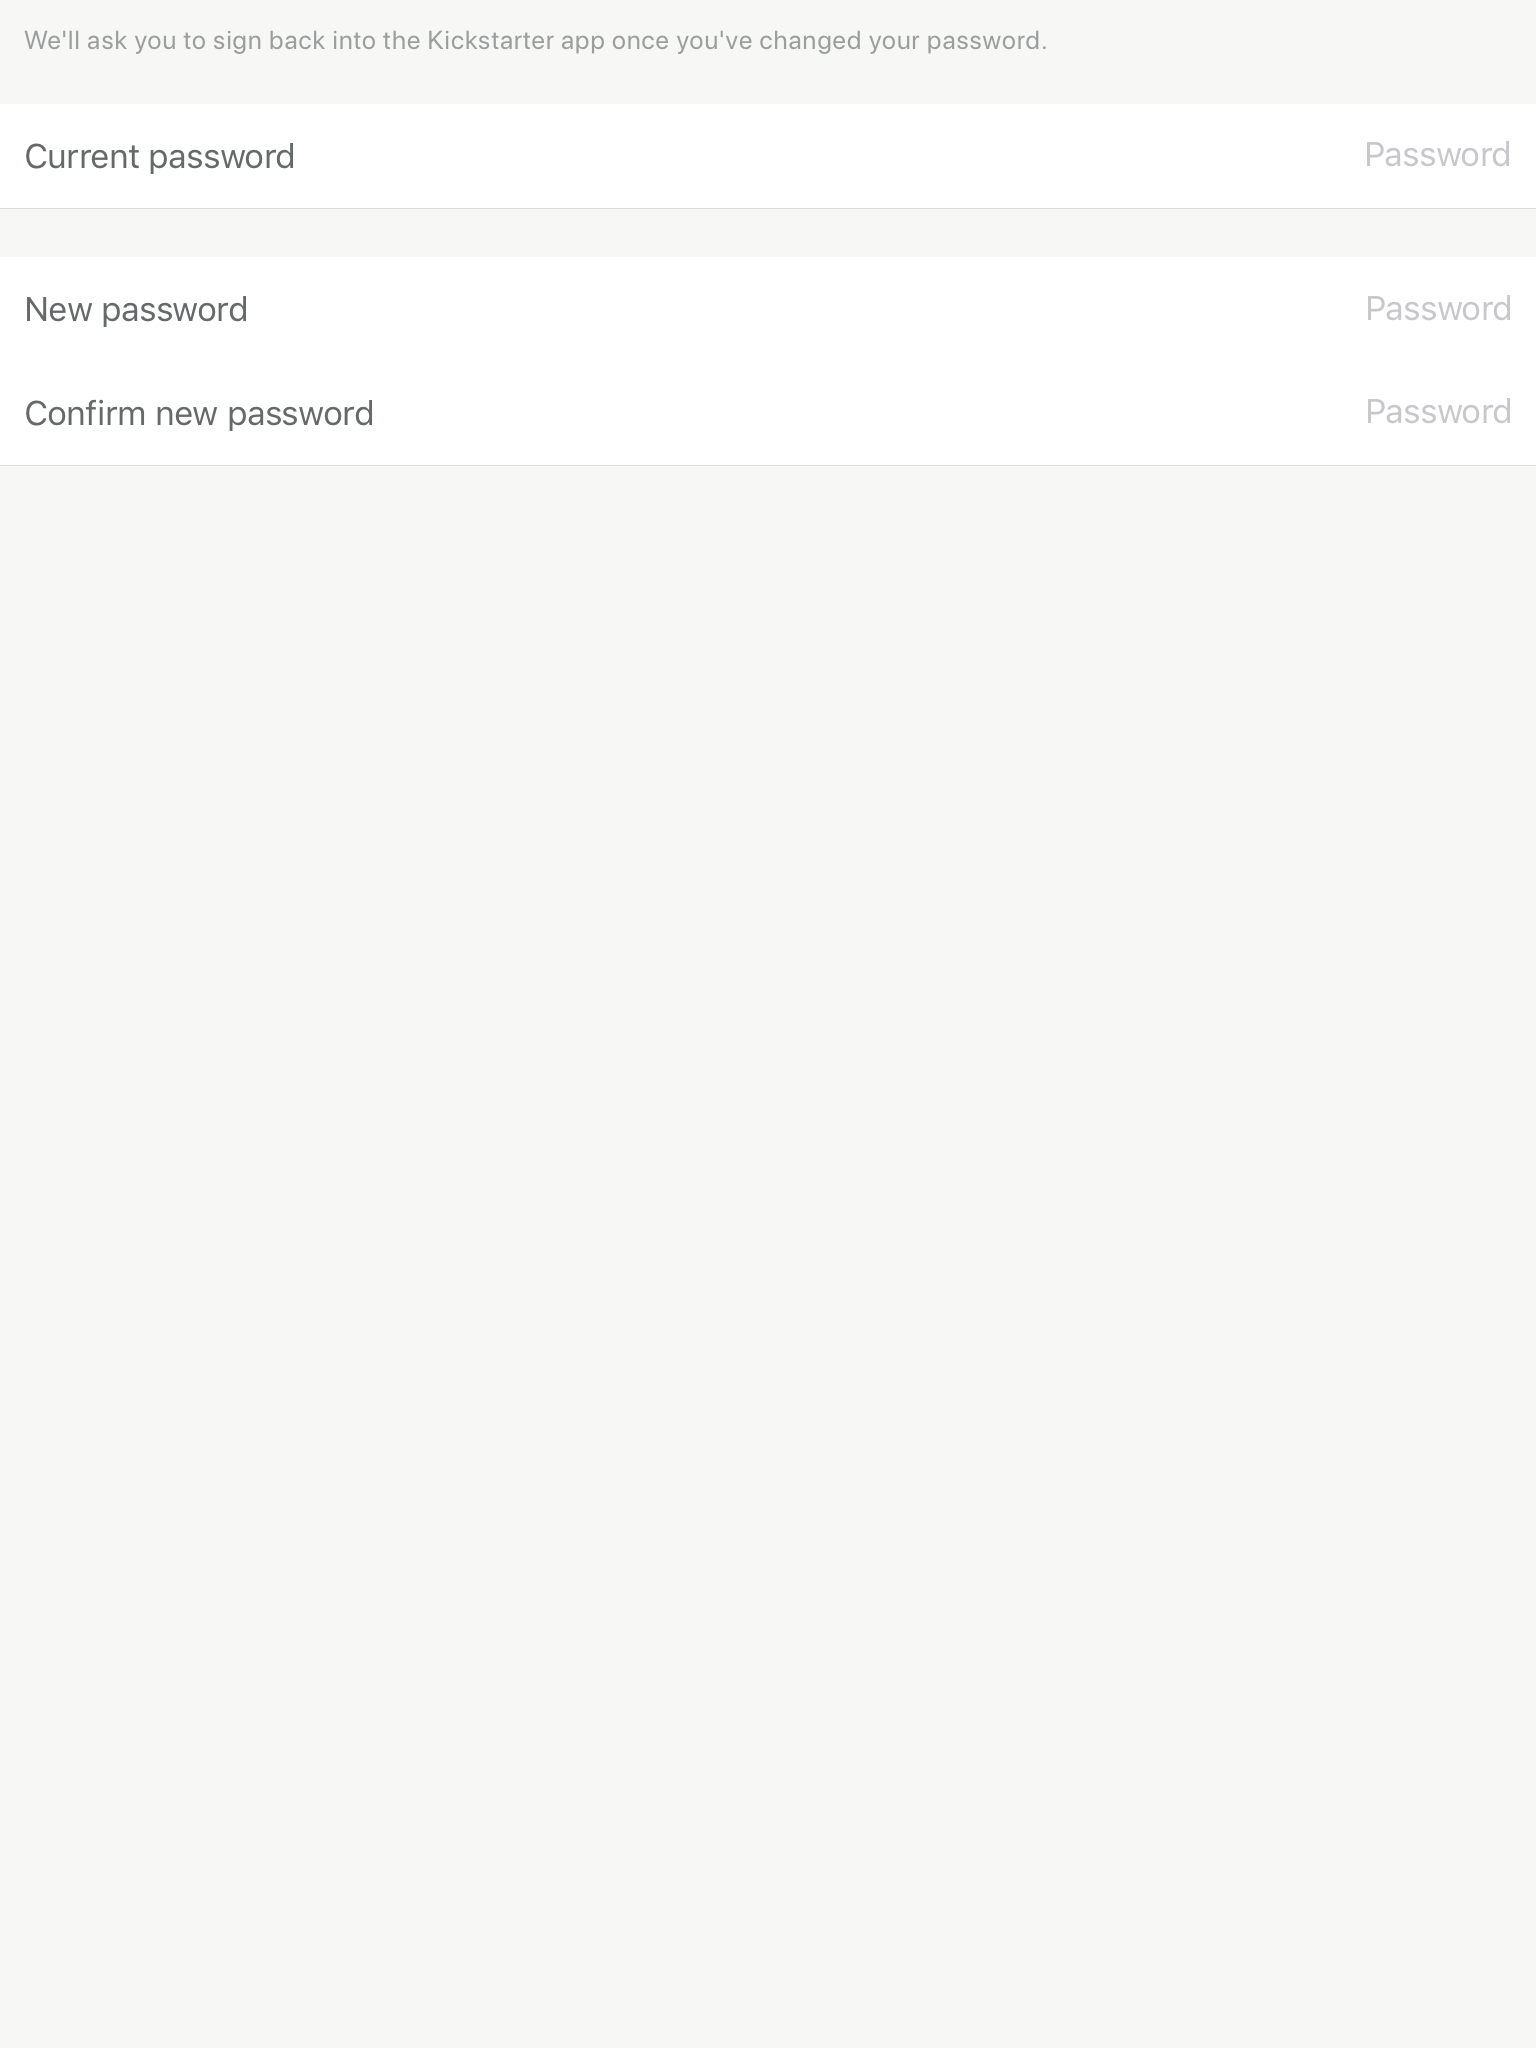 We'll ask you to sign back into the Kickstarter app once you've changed your password.
Current password Password
New password Password
Confirm new password Password